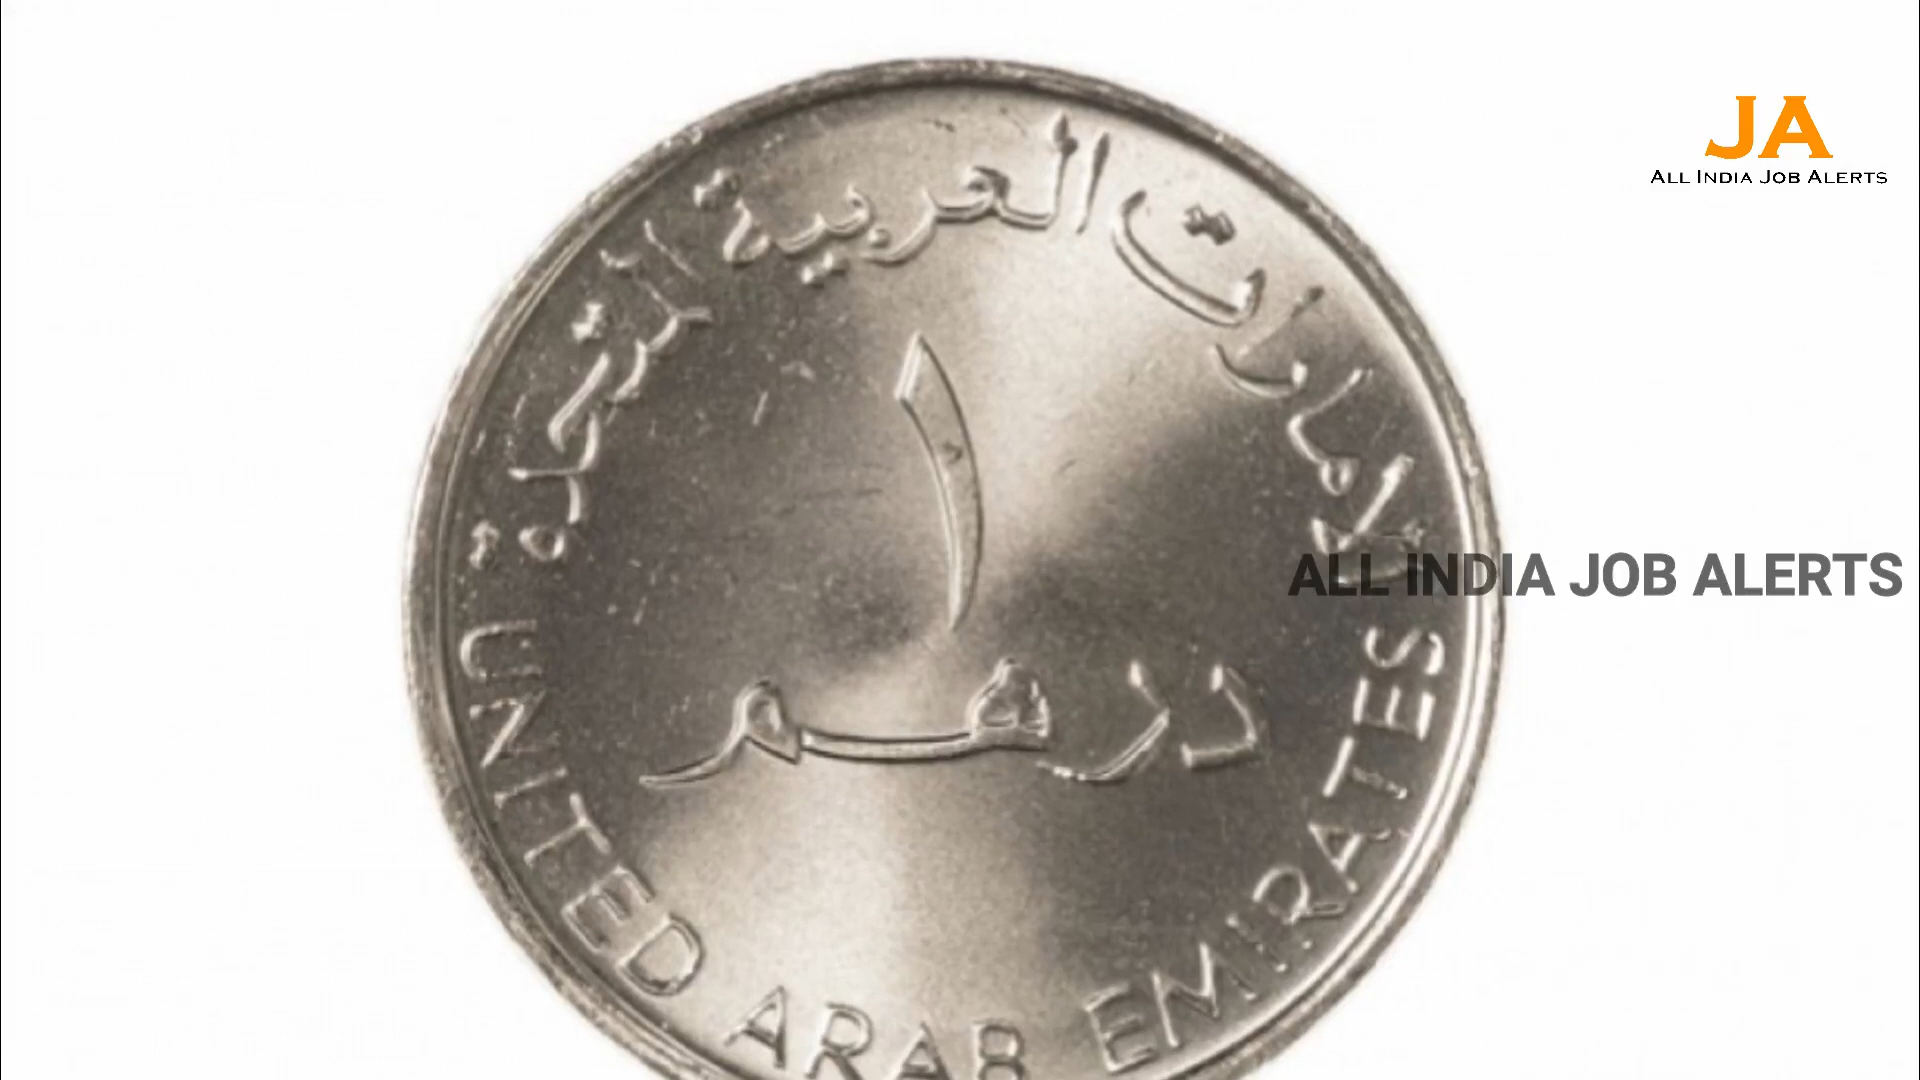 JA
ALL INDIA JOB ALERTS
الإمارات العربية المتحدة
١
درهم
UNITED ARAB EMIRATES
ALL INDIA JOB ALERTS